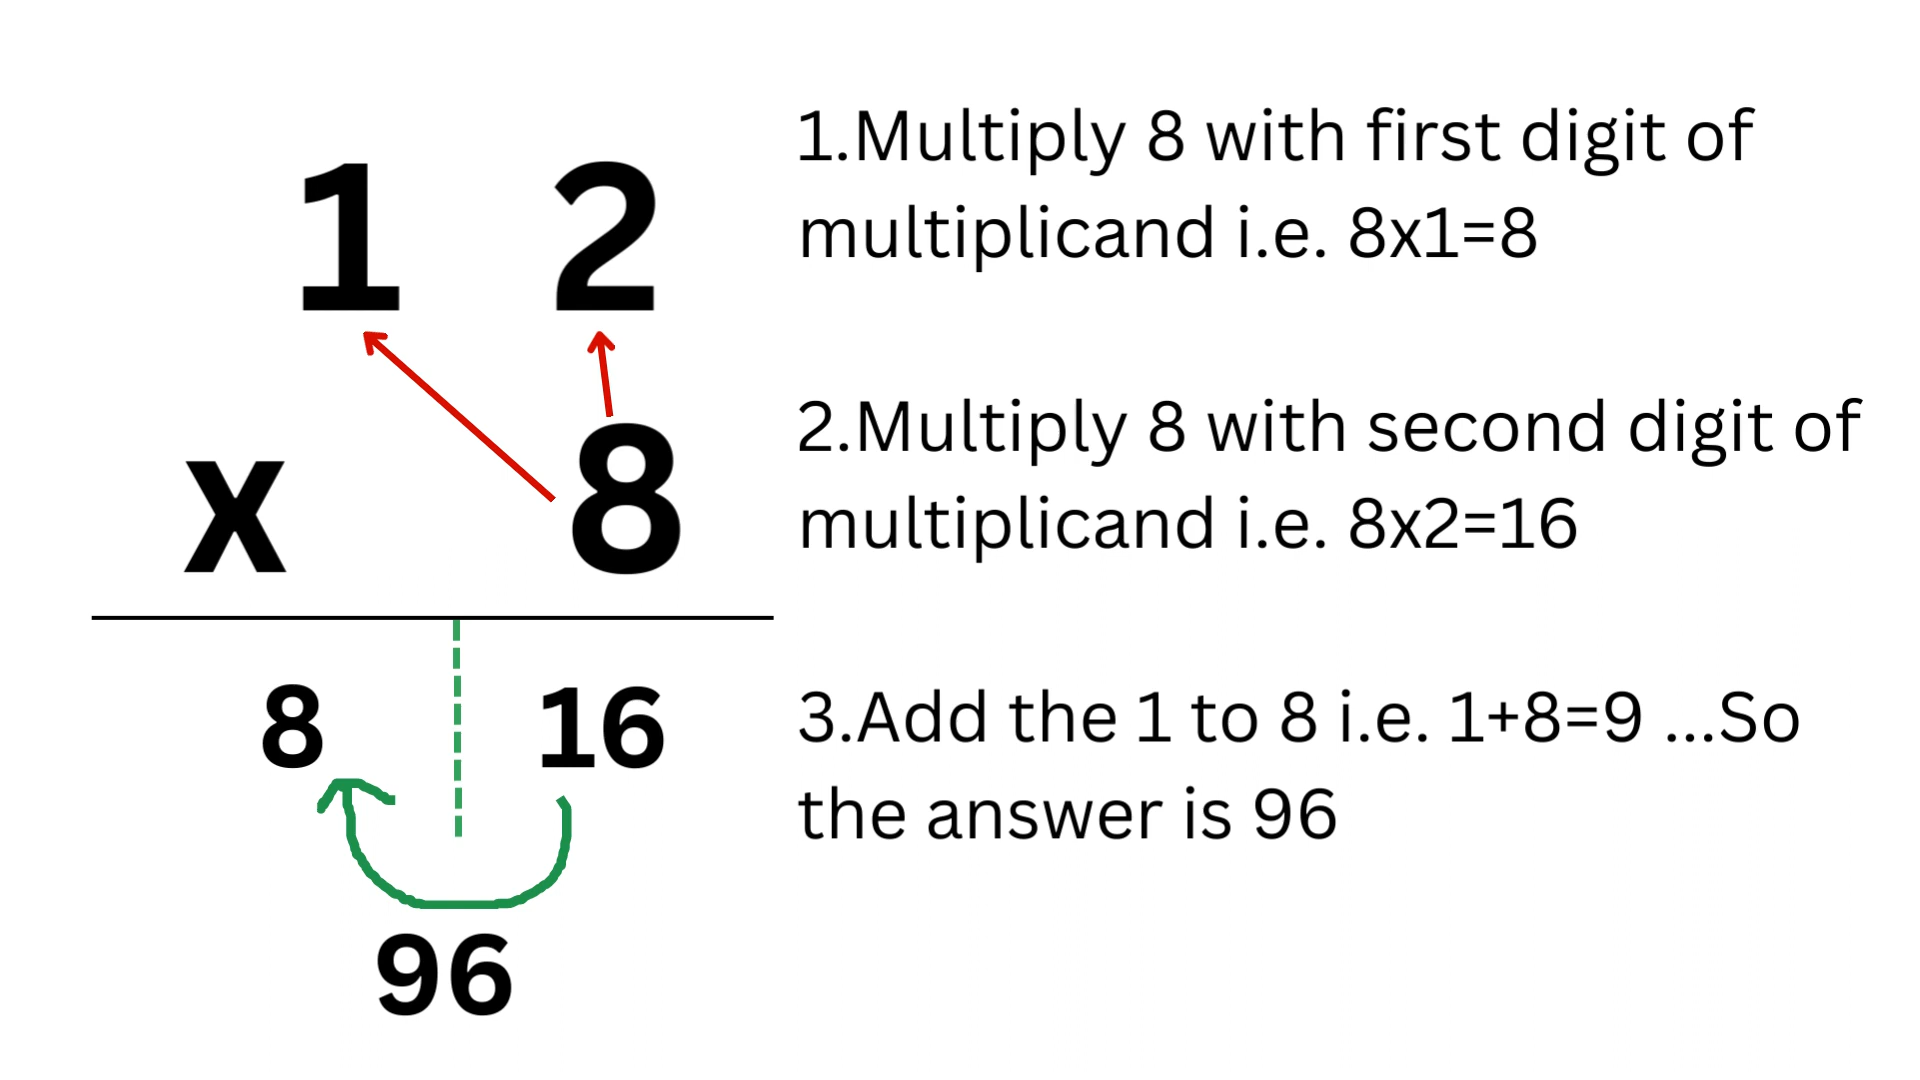 1 2
x 8
8 16
96
1.Multiply 8 with first digit of
multiplicand i.e. 8x1=8
2.Multiply 8 with second digit of
multiplicand i.e. 8x2=16
3.Add the 1 to 8 i.e. 1+8=9 ...So
the answer is 96